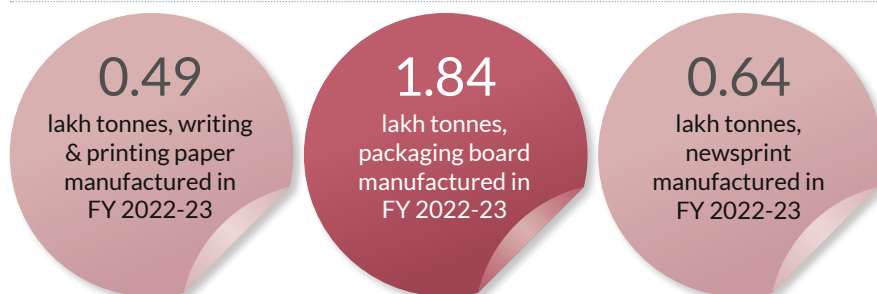 0.49
lakh tonnes, writing
& printing paper
manufactured in
FY 2022-23
1.84
lakh tonnes,
packaging board
manufactured in
FY 2022-23
0.64
lakh tonnes,
newsprint
manufactured in
FY 2022-23